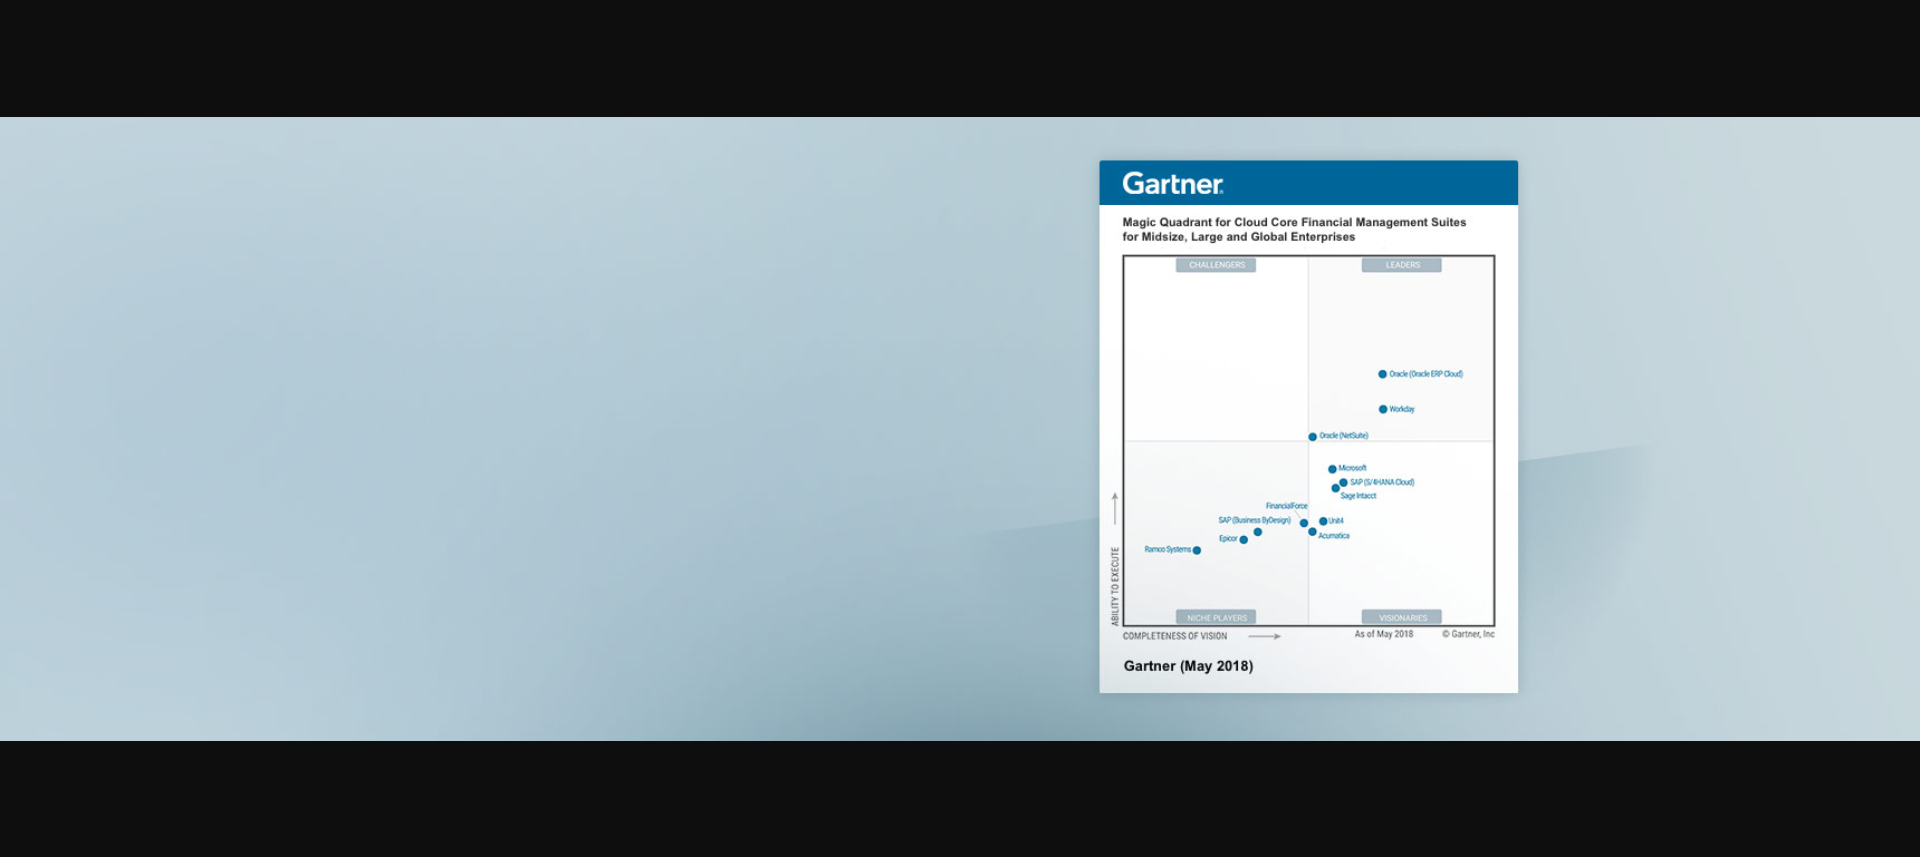 Gartner
Magic Quadrant for Cloud Core Financial Management Suites
for Midsize, Large and Global Enterprises
CHALLENGERS
LEADERS
Oracle (Oracle ERP Cloud)
Workday
Oracle (NetSuite)
Microsoft
SAP (S/4HANA Cloud)
Sage Intacct
FinancialForce
SAP (Business ByDesign)
Unit4
Epicor
Acumatica
Ramco Systems
ABILITY TO EXECUTE
NICHE PLAYERS
VISIONARIES
COMPLETENESS OF VISION
As of May 2018
© Gartner, Inc
Gartner (May 2018)